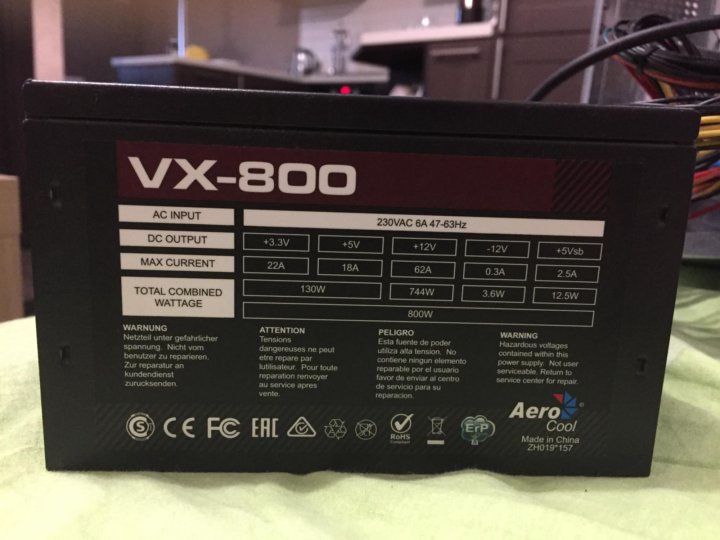 VX-800
AC INPUT 230VAC 6A 47-63Hz
DC OUTPUT +3.3V +5V +12V -12V +5Vsb
MAX CURRENT 22A 18A 62A 0.3A 2.5A
TOTAL COMBINED WATTAGE 130W 744W 3.6W 12.5W
800W
WARNUNG
Netzteil unter gefahrlicher
spannung. Nicht vom
benutzer zu reparieren.
Zur reparatur an
kundendienst
zurucksenden.
ATTENTION
Tensions
dangereuses ne peut
etre repare par
lutilisateur. Pour toute
reparation renvoyer
au service apres
vente.
PELIGRO
Esta fuente de poder
utiliza alta tension. No
contiene ningien elemento
reparable por el usuario
favor de enviar al centro
de servicio para su
reparacion.
WARNING
Hazardous voltages
contained within this
power supply. Not user
serviceable. Return to
service center for repair.
S CE FC EAC RoHS Compliant ErP
Aero
Cool
Made in China
ZH019*157